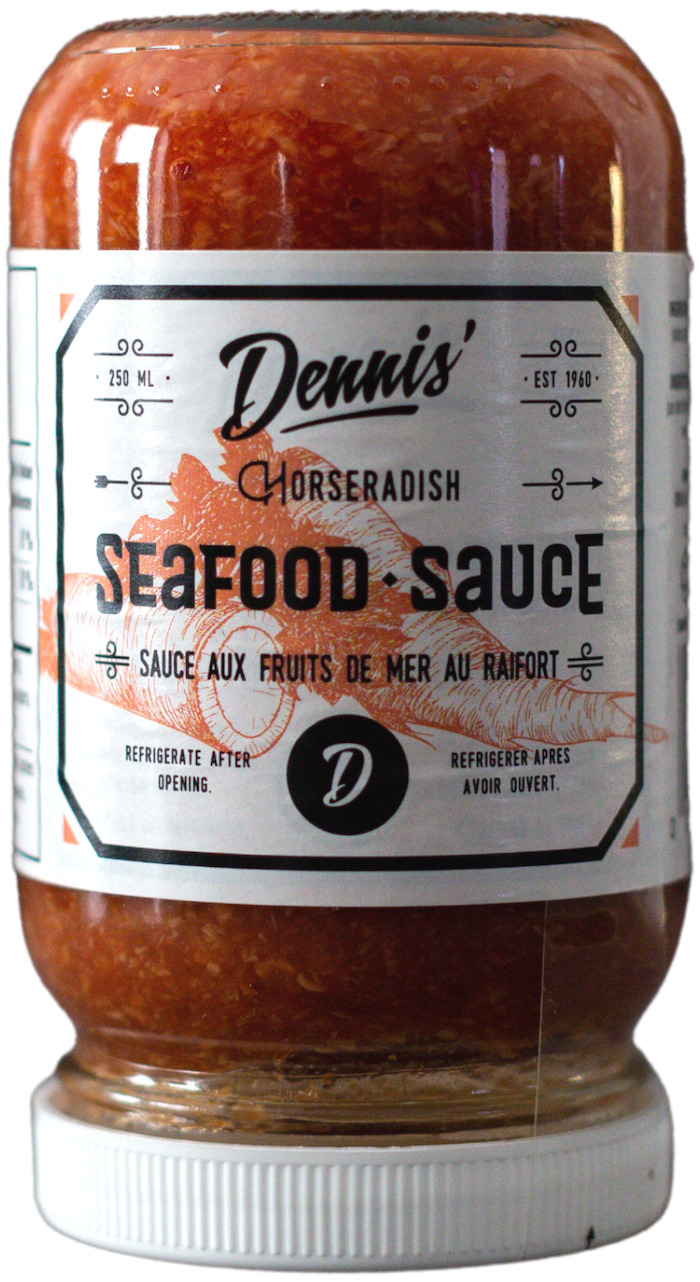 Dennis'
· 250 ML ·
· EST 1960 ·
HORSERADISH
SEAFOOD · SAUCE
SAUCE AUX FRUITS DE MER AU RAIFORT
REFRIGERATE AFTER
OPENING.
D
REFRIGERER APRES
AVOIR OUVERT.